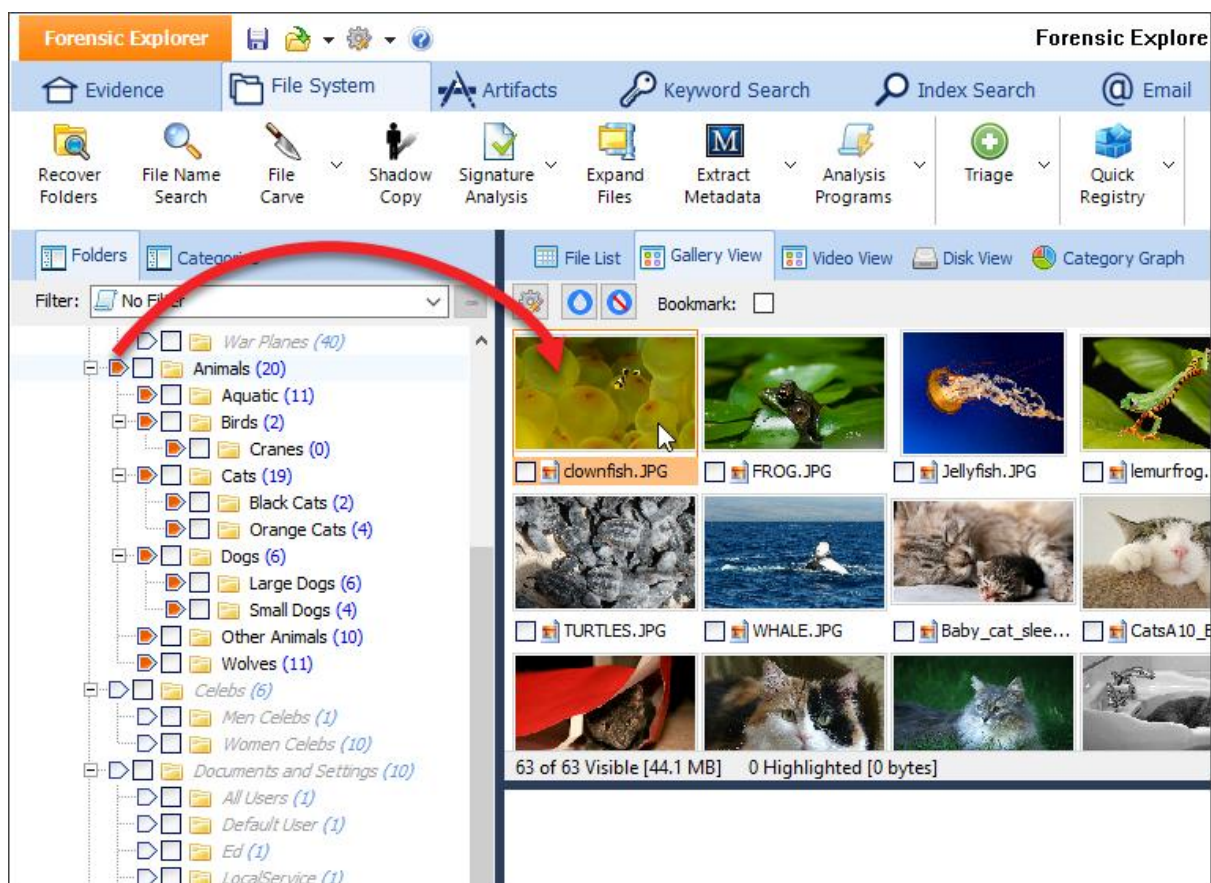 Forensic Explorer
Forensic Explore
Evidence
File System
Artifacts
Keyword Search
Index Search
Email
Recover Folders
File Name Search
File Carve
Shadow Copy
Signature Analysis
Expand Files
M
Extract Metadata
Analysis Programs
Triage
Quick Registry
Folders
File List
Gallery View
Video View
Disk View
Category Graph
Filter:
Bookmark:
War Planes (40)
Animals (20)
Aquatic (11)
Birds (2)
Cranes (0)
Cats (19)
Black Cats (2)
Orange Cats (4)
Dogs (6)
Large Dogs (6)
Small Dogs (4)
Other Animals (10)
Wolves (11)
Celebs (6)
Men Celebs (1)
Women Celebs (10)
Documents and Settings (10)
All Users (1)
Default User (1)
Ed (1)
LocalService (1)
clownfish.JPG
FROG.JPG
Jellyfish.JPG
lemurfrog.
TURTLES.JPG
WHALE.JPG
Baby_cat_slee...
CatsA10_
63 of 63 Visible [44.1 MB] 0 Highlighted [0 bytes]